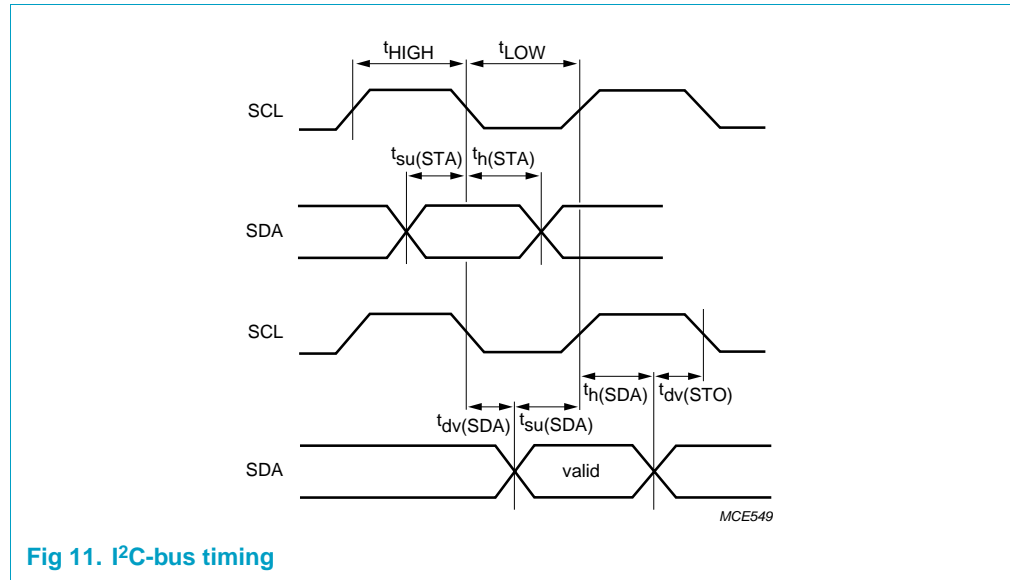 tHIGH tLOW
SCL
tsu(STA) th(STA)
SDA
SCL
th(SDA) tdv(STO)
tdv(SDA) tsu(SDA)
SDA valid
MCE549
Fig 11. I²C-bus timing